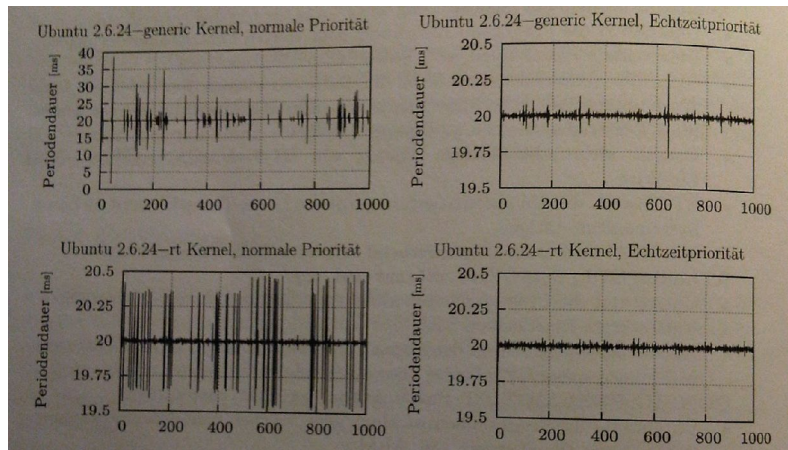 Ubuntu 2.6.24–generic Kernel, normale Priorität
Periodendauer [ms]
40
35
30
25
20
15
10
5
0
0 200 400 600 800 1000
Ubuntu 2.6.24–generic Kernel, Echtzeitpriorität
Periodendauer [ms]
20.5
20.25
20
19.75
19.5
0 200 400 600 800 1000
Ubuntu 2.6.24–rt Kernel, normale Priorität
Periodendauer [ms]
20.5
20.25
20
19.75
19.5
0 200 400 600 800 1000
Ubuntu 2.6.24–rt Kernel, Echtzeitpriorität
Periodendauer [ms]
20.5
20.25
20
19.75
19.5
0 200 400 600 800 1000